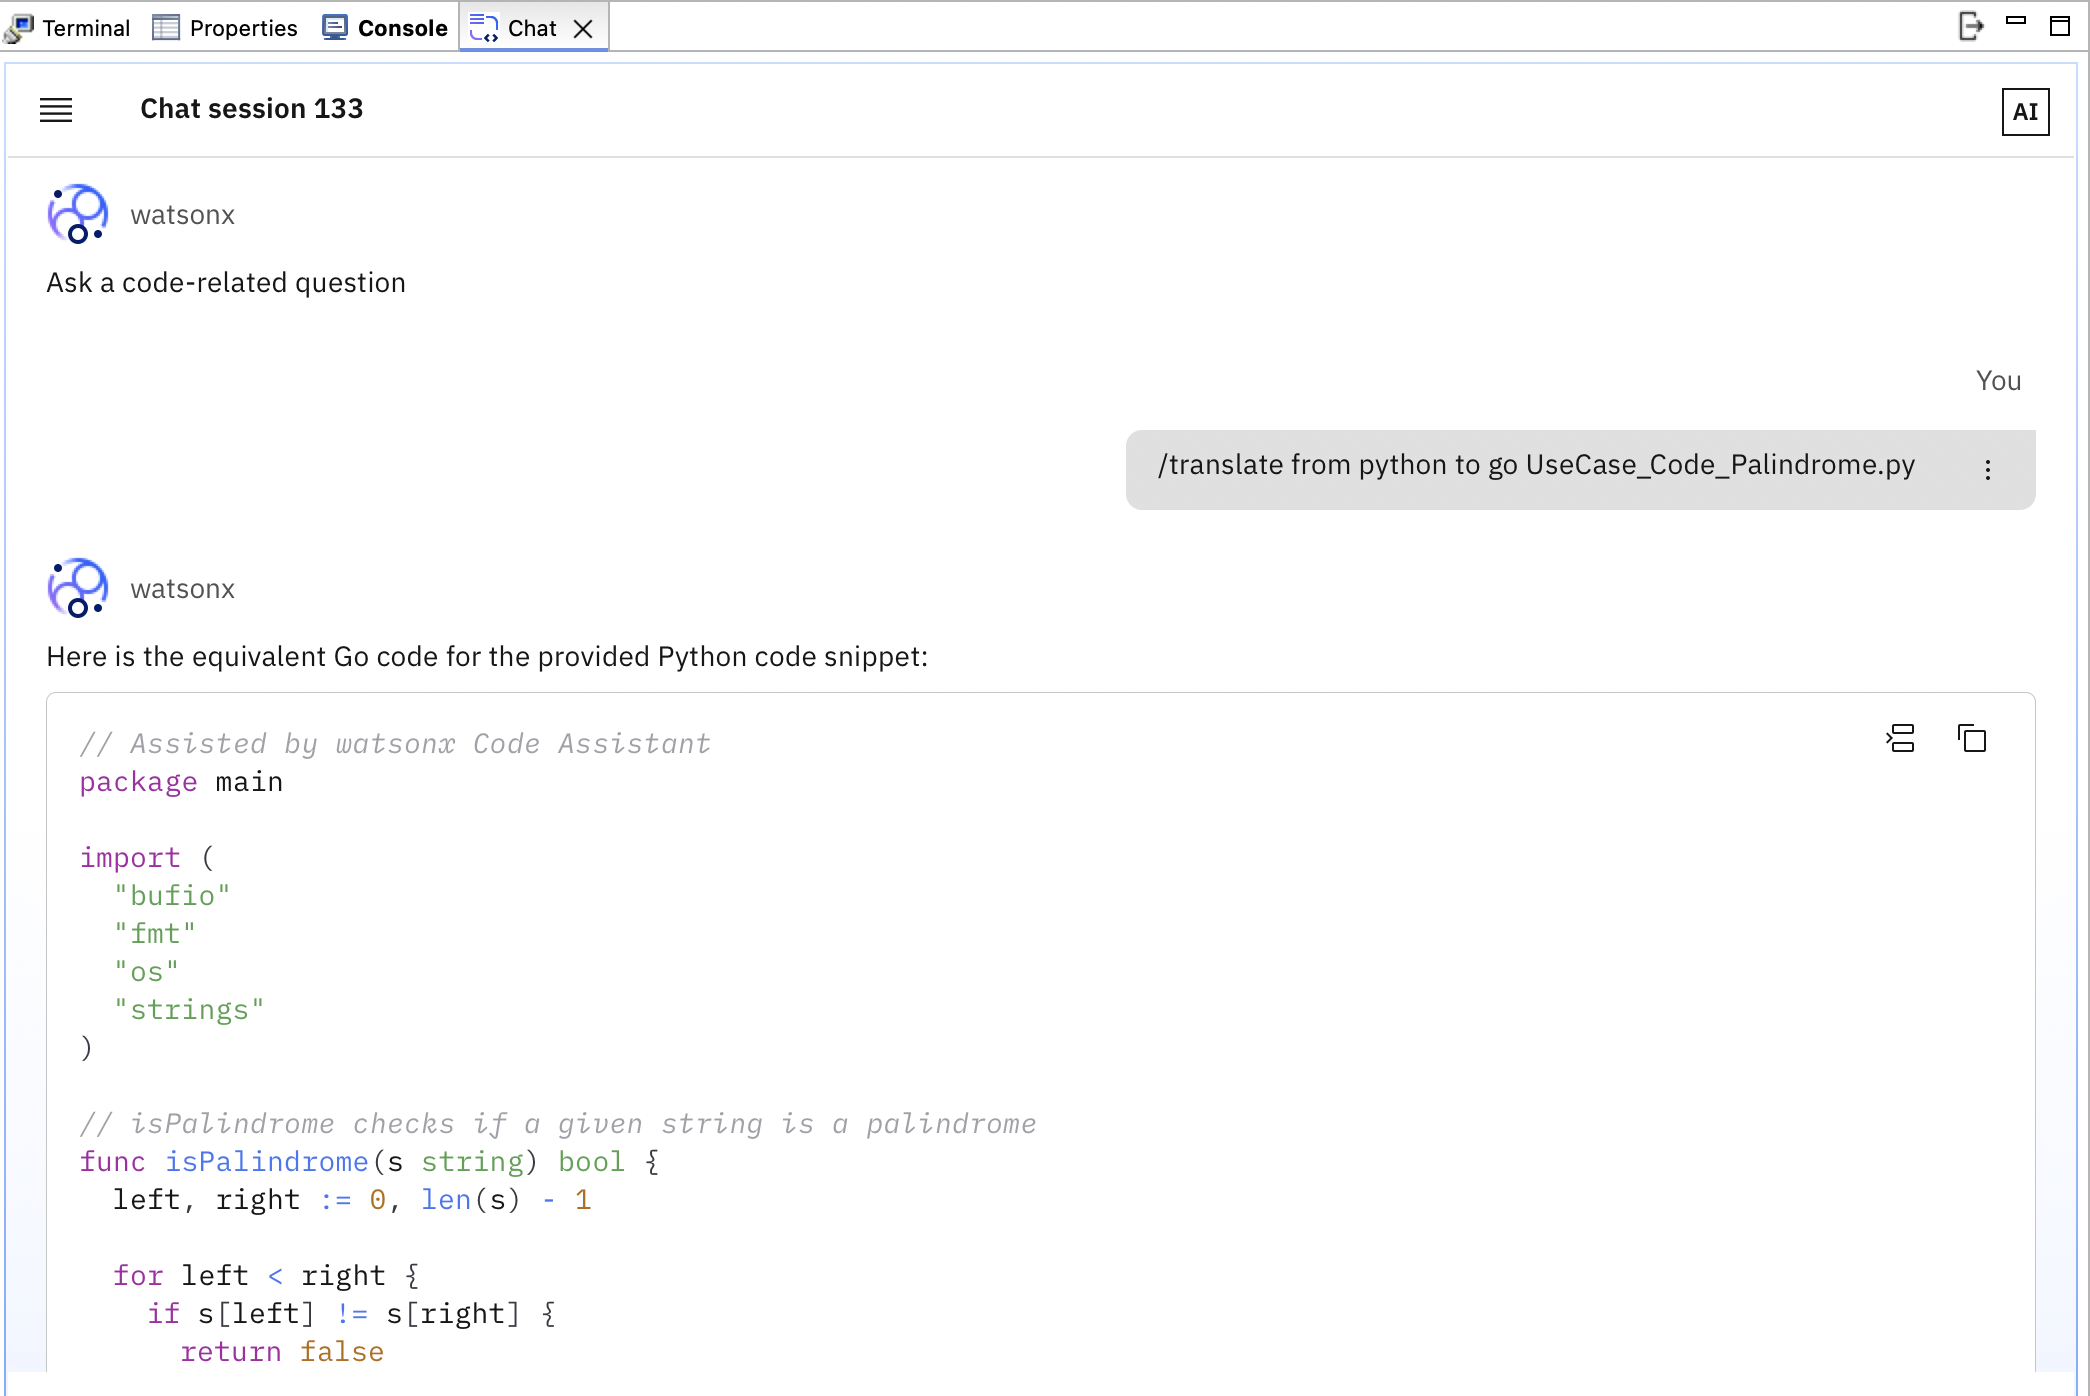 Terminal Properties Console Chat
Chat session 133
AI
watsonx
Ask a code-related question
You
/translate from python to go UseCase_Code_Palindrome.py
watsonx
Here is the equivalent Go code for the provided Python code snippet:
// Assisted by watsonx Code Assistant
package main
import (
  "bufio"
  "fmt"
  "os"
  "strings"
)
// isPalindrome checks if a given string is a palindrome
func isPalindrome(s string) bool {
  left, right := 0, len(s) - 1
  for left < right {
    if s[left] != s[right] {
      return false